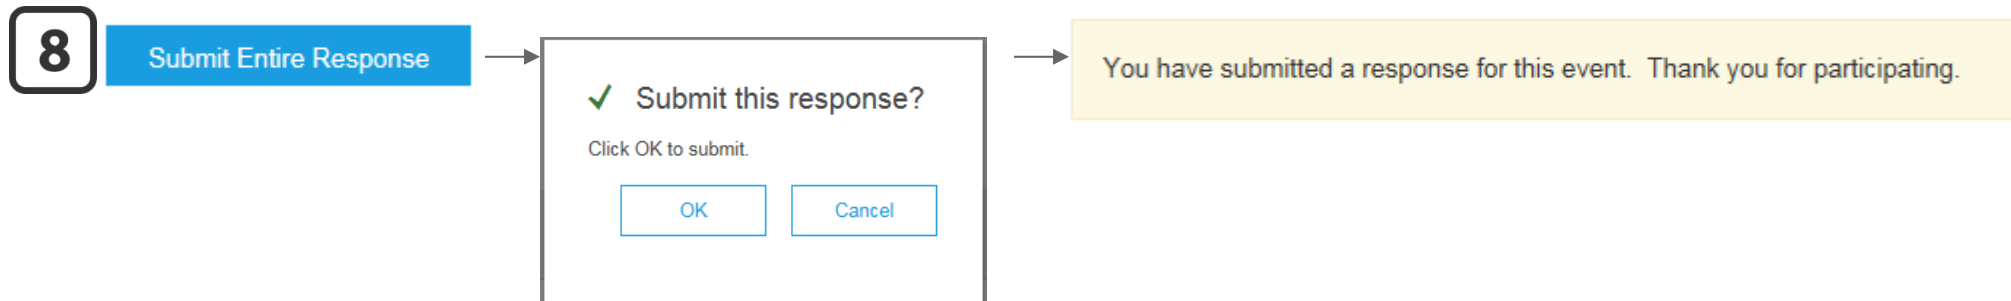 8
Submit Entire Response
Submit this response?
Click OK to submit.
OK
Cancel
You have submitted a response for this event.  Thank you for participating.